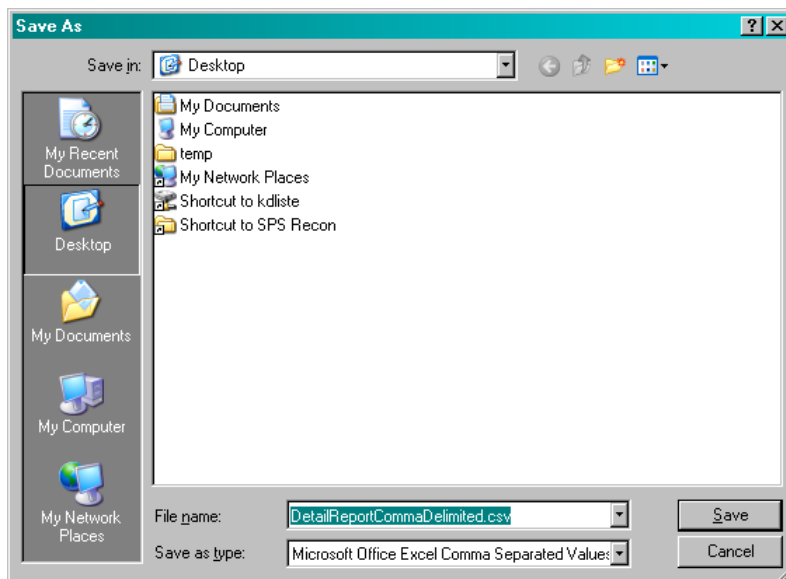 Save As
Save in:
Desktop
My Recent
Documents
Desktop
My Documents
My Computer
My Network
Places
My Documents
My Computer
temp
My Network Places
Shortcut to kdliste
Shortcut to SPS Recon
File name:
DetailReportCommaDelimited.csv
Save
Save as type:
Microsoft Office Excel Comma Separated Values
Cancel